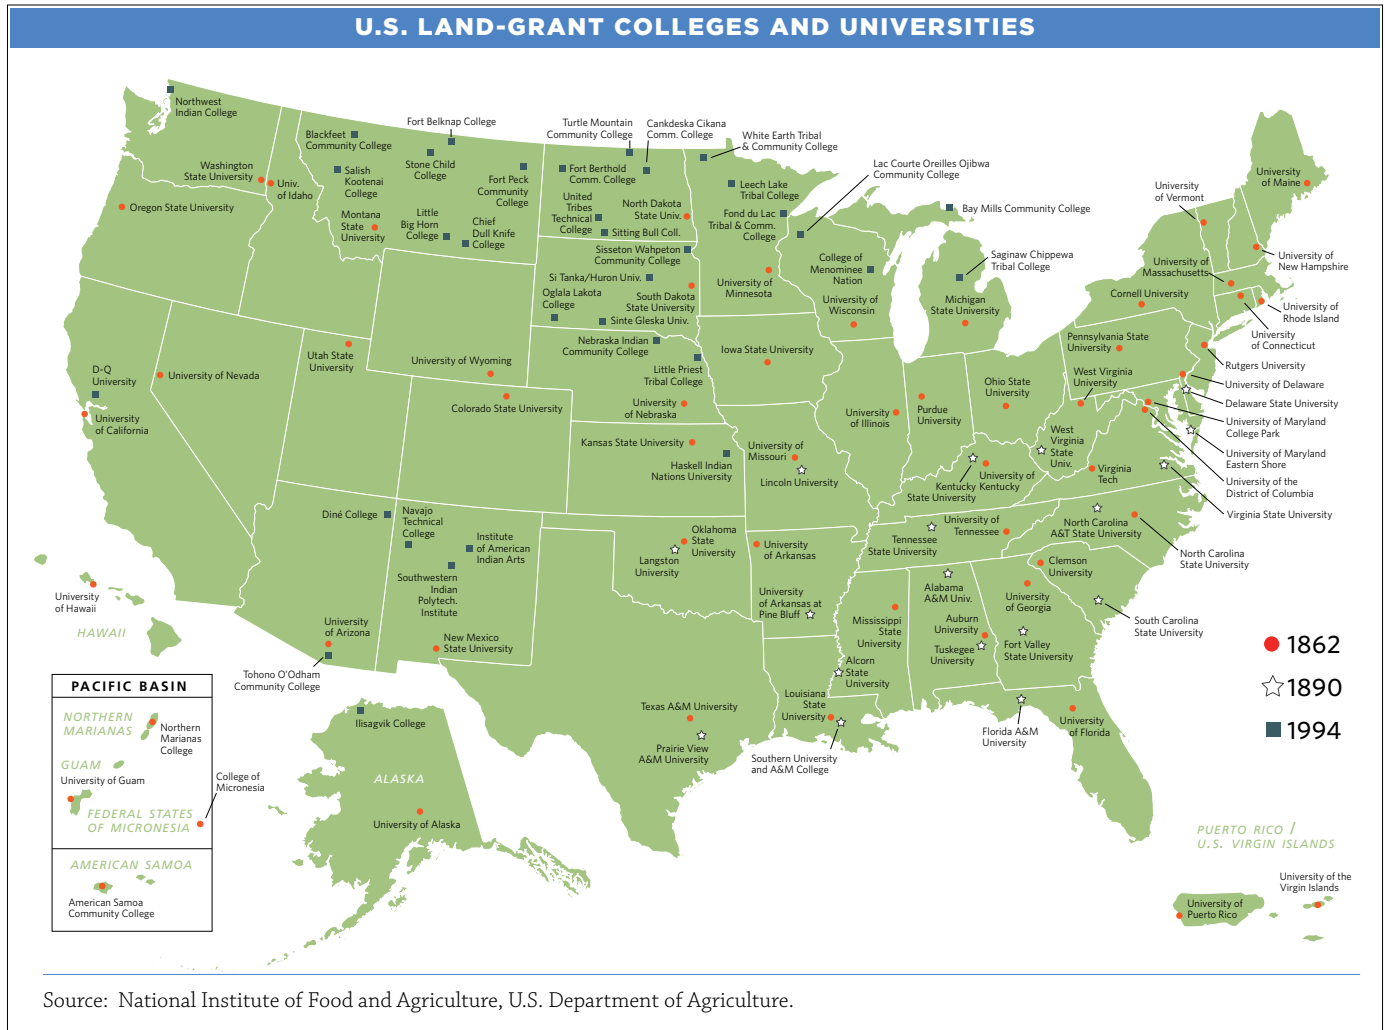 U.S. LAND-GRANT COLLEGES AND UNIVERSITIES
Northwest
Indian College
Washington
State University
Univ.
of Idaho
Oregon State University
Blackfeet
Community College
Fort Belknap College
Salish
Kootenai
College
Stone Child
College
Fort Peck
Community
College
Montana
State
University
Little
Big Horn
College
Chief
Dull Knife
College
Turtle Mountain
Community College
Cankdeska Cikana
Comm. College
Fort Berthold
Comm. College
United
Tribes
Technical
College
North Dakota
State Univ.
Sitting Bull Coll.
Sisseton Wahpeton
Community College
Si Tanka/Huron Univ.
Oglala Lakota
College
South Dakota
State University
Sinte Gleska Univ.
White Earth Tribal
& Community College
Leech Lake
Tribal College
Fond du Lac
Tribal & Comm.
College
University of
Minnesota
Lac Courte Oreilles Ojibwa
Community College
College of
Menominee
Nation
University of
Wisconsin
Bay Mills Community College
Saginaw Chippewa
Tribal College
Michigan
State University
University
of Maine
University
of Vermont
University of
New Hampshire
University of
Massachusetts
Cornell University
University of
Rhode Island
University
of Connecticut
Pennsylvania State
University
Rutgers University
West Virginia
University
University of Delaware
Delaware State University
University of Maryland
College Park
University of Maryland
Eastern Shore
University of the
District of Columbia
Virginia State University
Nebraska Indian
Community College
Little Priest
Tribal College
University
of Nebraska
Iowa State University
Utah State
University
University of Wyoming
Colorado State University
University of Nevada
D-Q
University
University
of California
Kansas State University
Haskell Indian
Nations University
University of
Missouri
Lincoln University
University
of Illinois
Purdue
University
Ohio State
University
West
Virginia
State
Univ.
Virginia
Tech
Kentucky
State University
University of
Kentucky
Tennessee
State University
University of
Tennessee
North Carolina
A&T State University
North Carolina
State University
Diné College
Navajo
Technical
College
Institute
of American
Indian Arts
Southwestern
Indian
Polytech.
Institute
University
of Arizona
New Mexico
State University
Tohono O'Odham
Community College
Oklahoma
State
University
Langston
University
University
of Arkansas
University
of Arkansas at
Pine Bluff
Mississippi
State
University
Alabama
A&M Univ.
Auburn
University
Tuskegee
University
University
of Georgia
Fort Valley
State University
Clemson
University
South Carolina
State University
Alcorn
State
University
Louisiana
State
University
Southern University
and A&M College
Texas A&M University
Prairie View
A&M University
Florida A&M
University
University
of Florida
University
of Hawaii
HAWAII
PACIFIC BASIN
NORTHERN
MARIANAS
Northern
Marianas
College
GUAM
University of Guam
FEDERAL STATES
OF MICRONESIA
College of
Micronesia
AMERICAN SAMOA
American Samoa
Community College
Ilisagvik College
ALASKA
University of Alaska
1862
1890
1994
PUERTO RICO /
U.S. VIRGIN ISLANDS
University of the
Virgin Islands
University of
Puerto Rico
Source: National Institute of Food and Agriculture, U.S. Department of Agriculture.